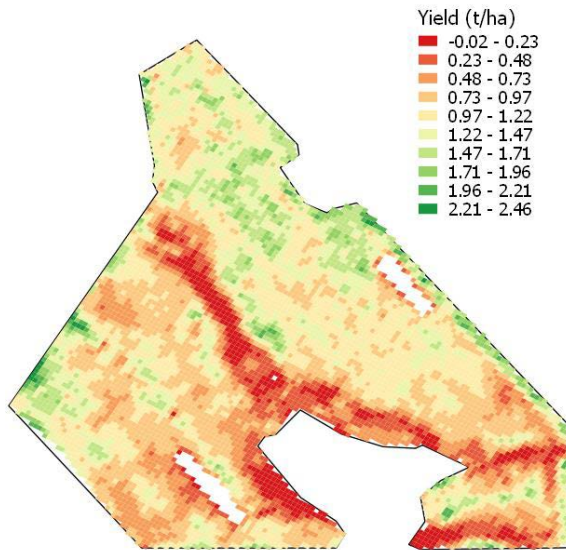 Yield (t/ha)
-0.02 - 0.23
0.23 - 0.48
0.48 - 0.73
0.73 - 0.97
0.97 - 1.22
1.22 - 1.47
1.47 - 1.71
1.71 - 1.96
1.96 - 2.21
2.21 - 2.46